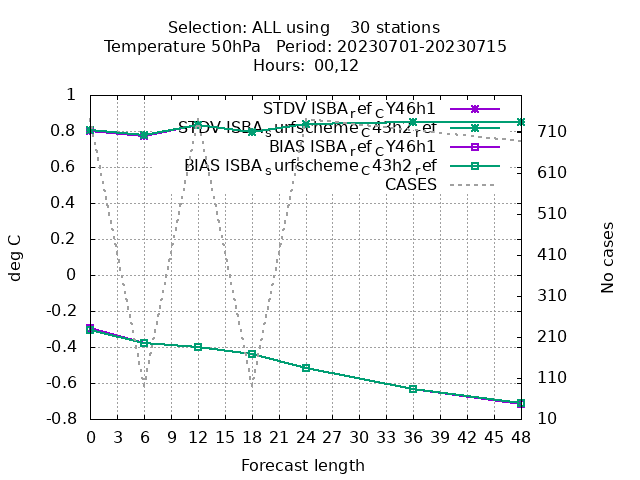 Selection: ALL using 30 stations
Temperature 50hPa Period: 20230701-20230715
Hours: 00,12
STDV ISBA_ref_CY46h1
STDV ISBA_surfscheme_C43h2_ref
BIAS ISBA_ref_CY46h1
BIAS ISBA_surfscheme_C43h2_ref
CASES
1
0.8
0.6
0.4
0.2
0
-0.2
-0.4
-0.6
-0.8
deg C
710
610
510
410
310
210
110
10
No cases
0 3 6 9 12 15 18 21 24 27 30 33 36 39 42 45 48
Forecast length